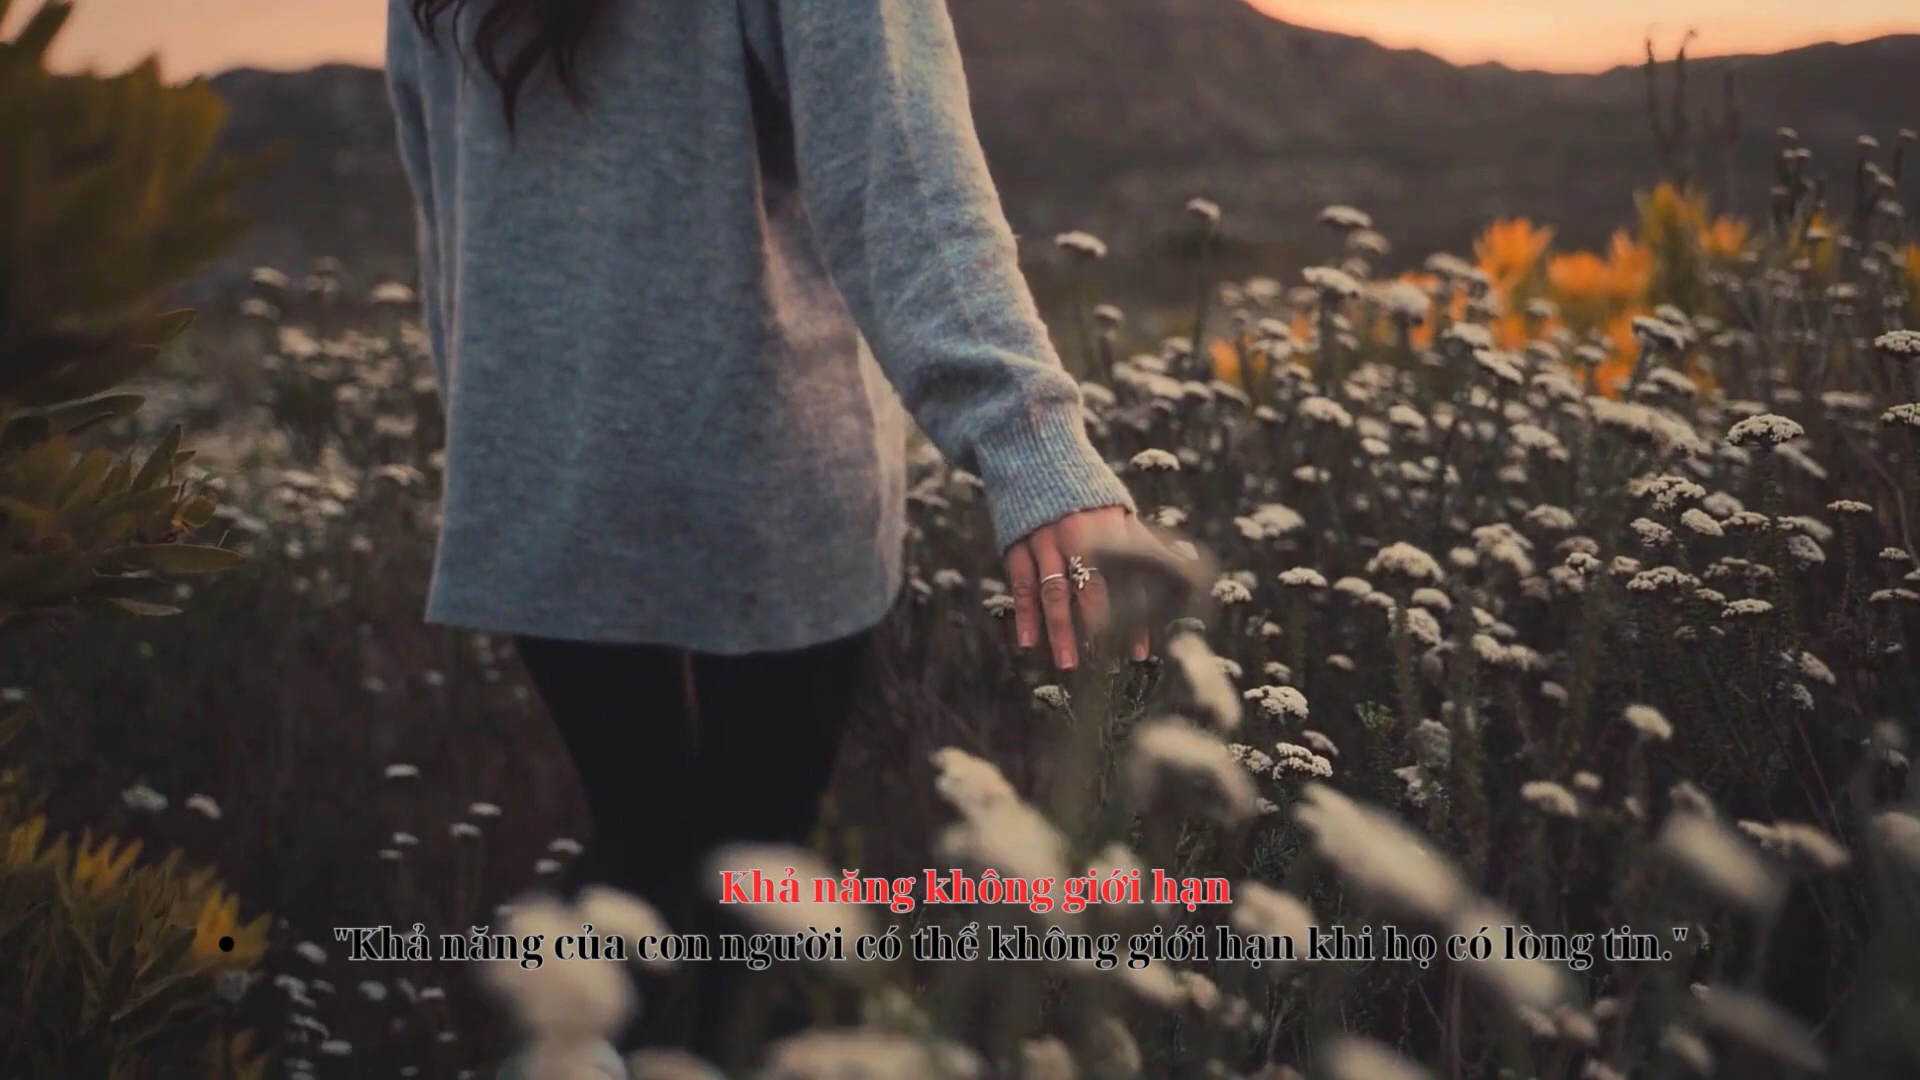 Khả năng không giới hạn
• "Khả năng của con người có thể không giới hạn khi họ có lòng tin."